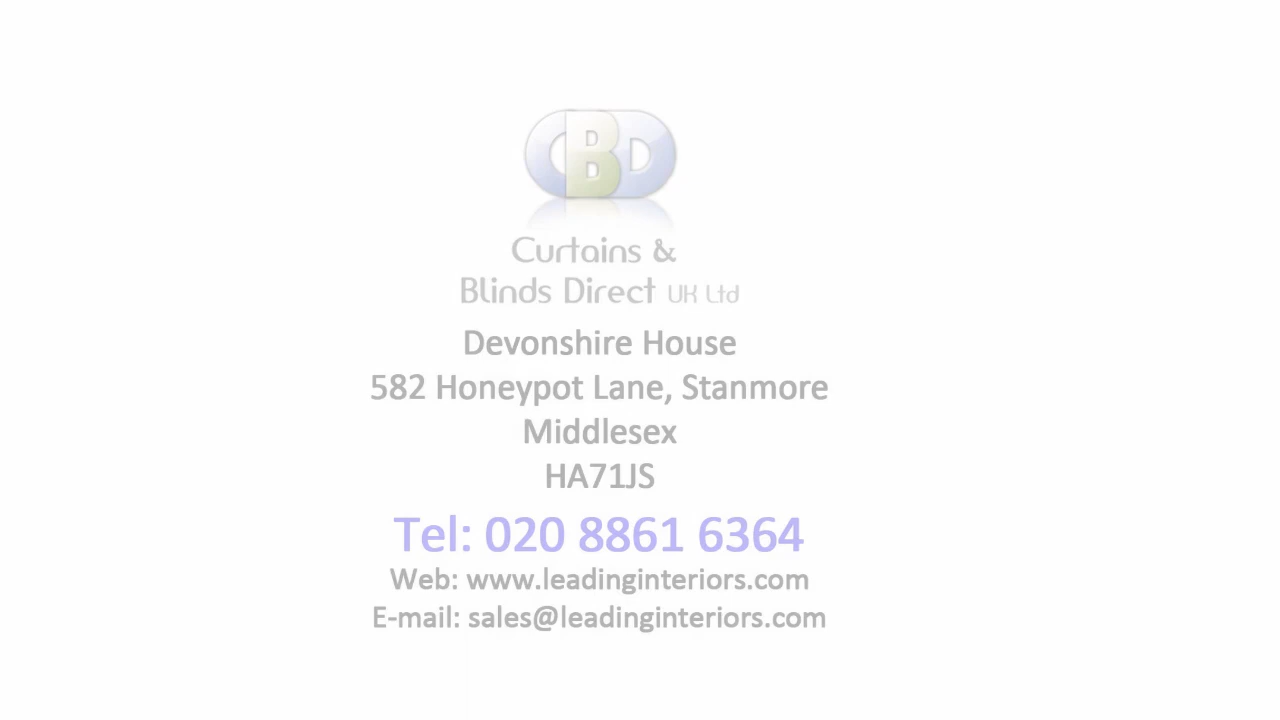 CBD
Curtains &
Blinds Direct UK Ltd
Devonshire House
582 Honeypot Lane, Stanmore
Middlesex
HA71JS
Tel: 020 8861 6364
Web: www.leadinginteriors.com
E-mail: sales@leadinginteriors.com